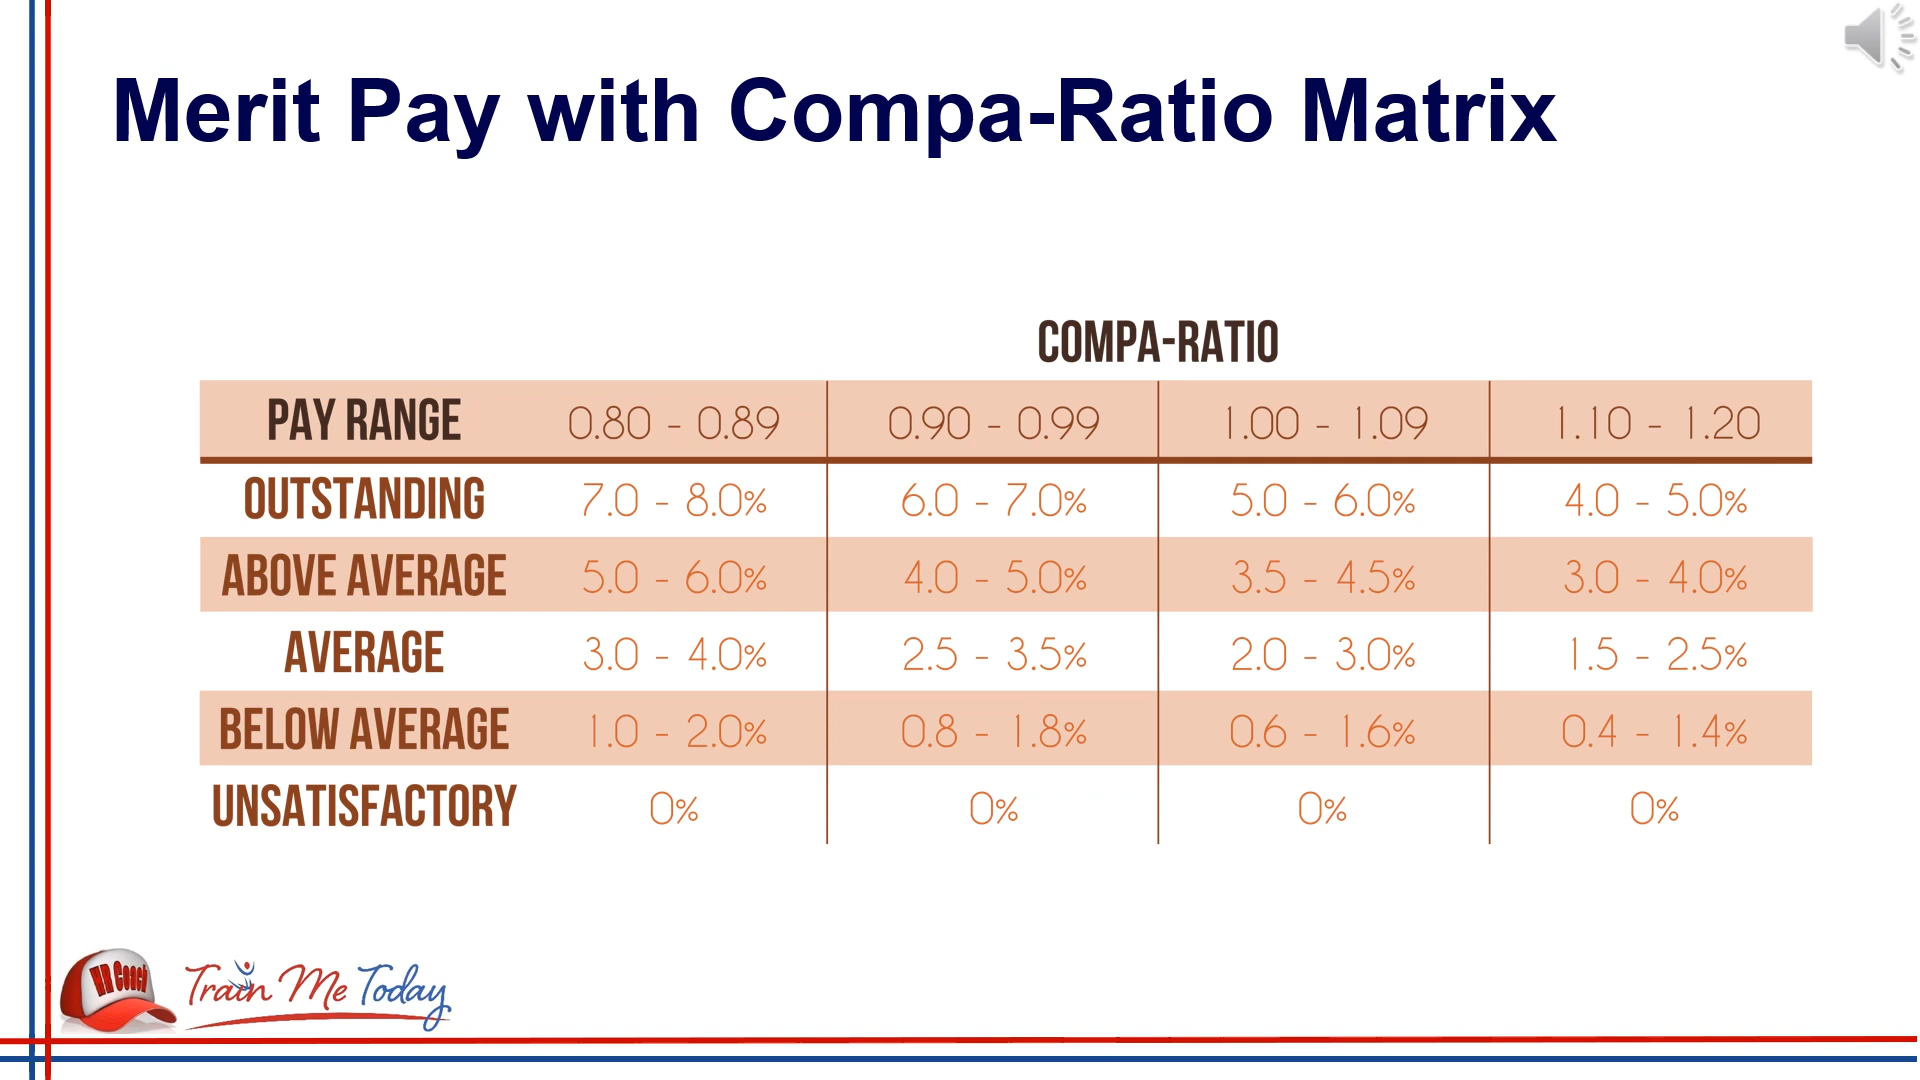 Merit Pay with Compa-Ratio Matrix
COMPA-RATIO
PAY RANGE 0.80 - 0.89 0.90 - 0.99 1.00 - 1.09 1.10 - 1.20
OUTSTANDING 7.0 - 8.0% 6.0 - 7.0% 5.0 - 6.0% 4.0 - 5.0%
ABOVE AVERAGE 5.0 - 6.0% 4.0 - 5.0% 3.5 - 4.5% 3.0 - 4.0%
AVERAGE 3.0 - 4.0% 2.5 - 3.5% 2.0 - 3.0% 1.5 - 2.5%
BELOW AVERAGE 1.0 - 2.0% 0.8 - 1.8% 0.6 - 1.6% 0.4 - 1.4%
UNSATISFACTORY 0% 0% 0% 0%
HR Coach
Train Me Today